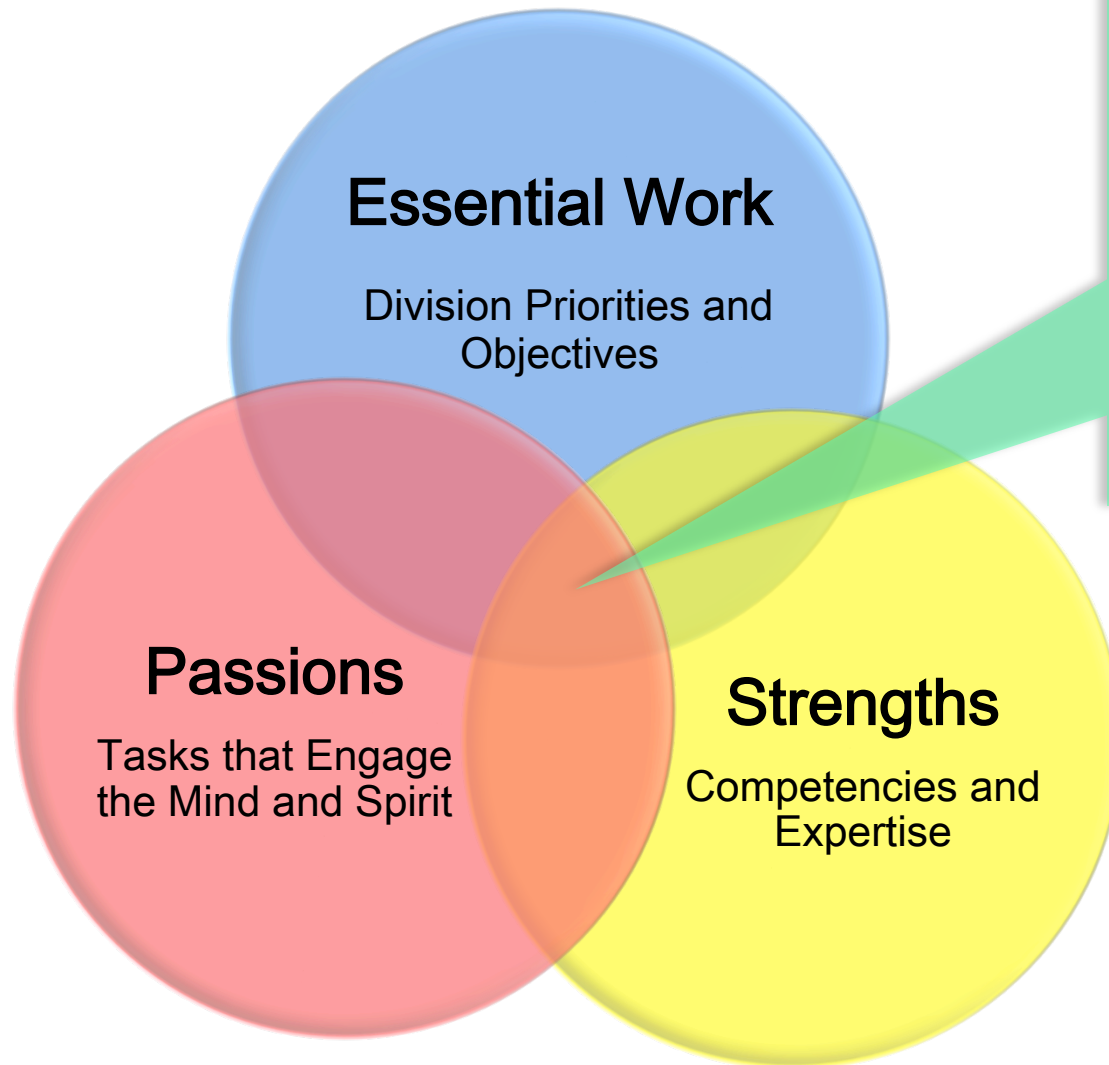 Essential Work
Division Priorities and
Objectives
Passions
Tasks that Engage
the Mind and Spirit
Strengths
Competencies and
Expertise